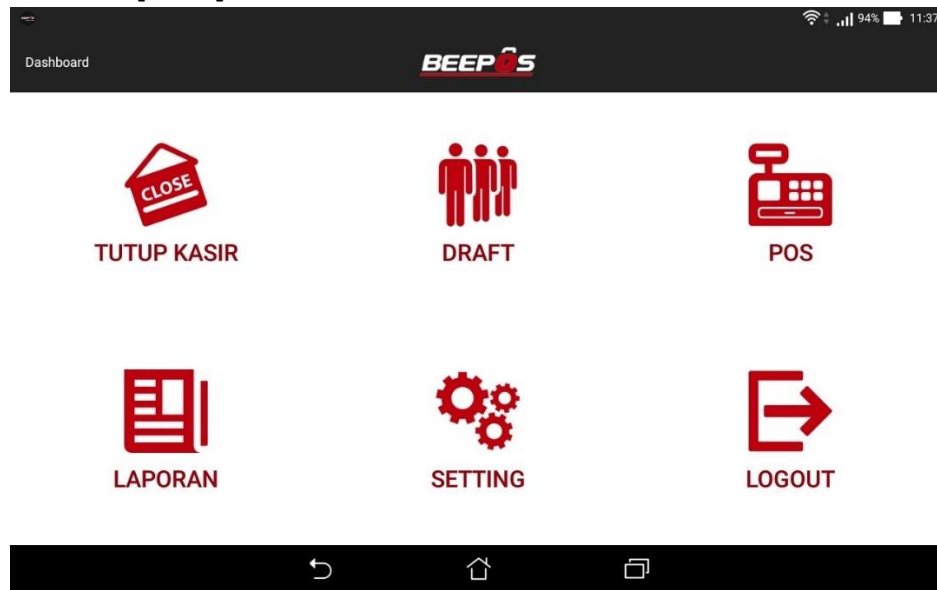 94% 11:37
Dashboard
BEEPOS
CLOSE
TUTUP KASIR
DRAFT
POS
LAPORAN
SETTING
LOGOUT